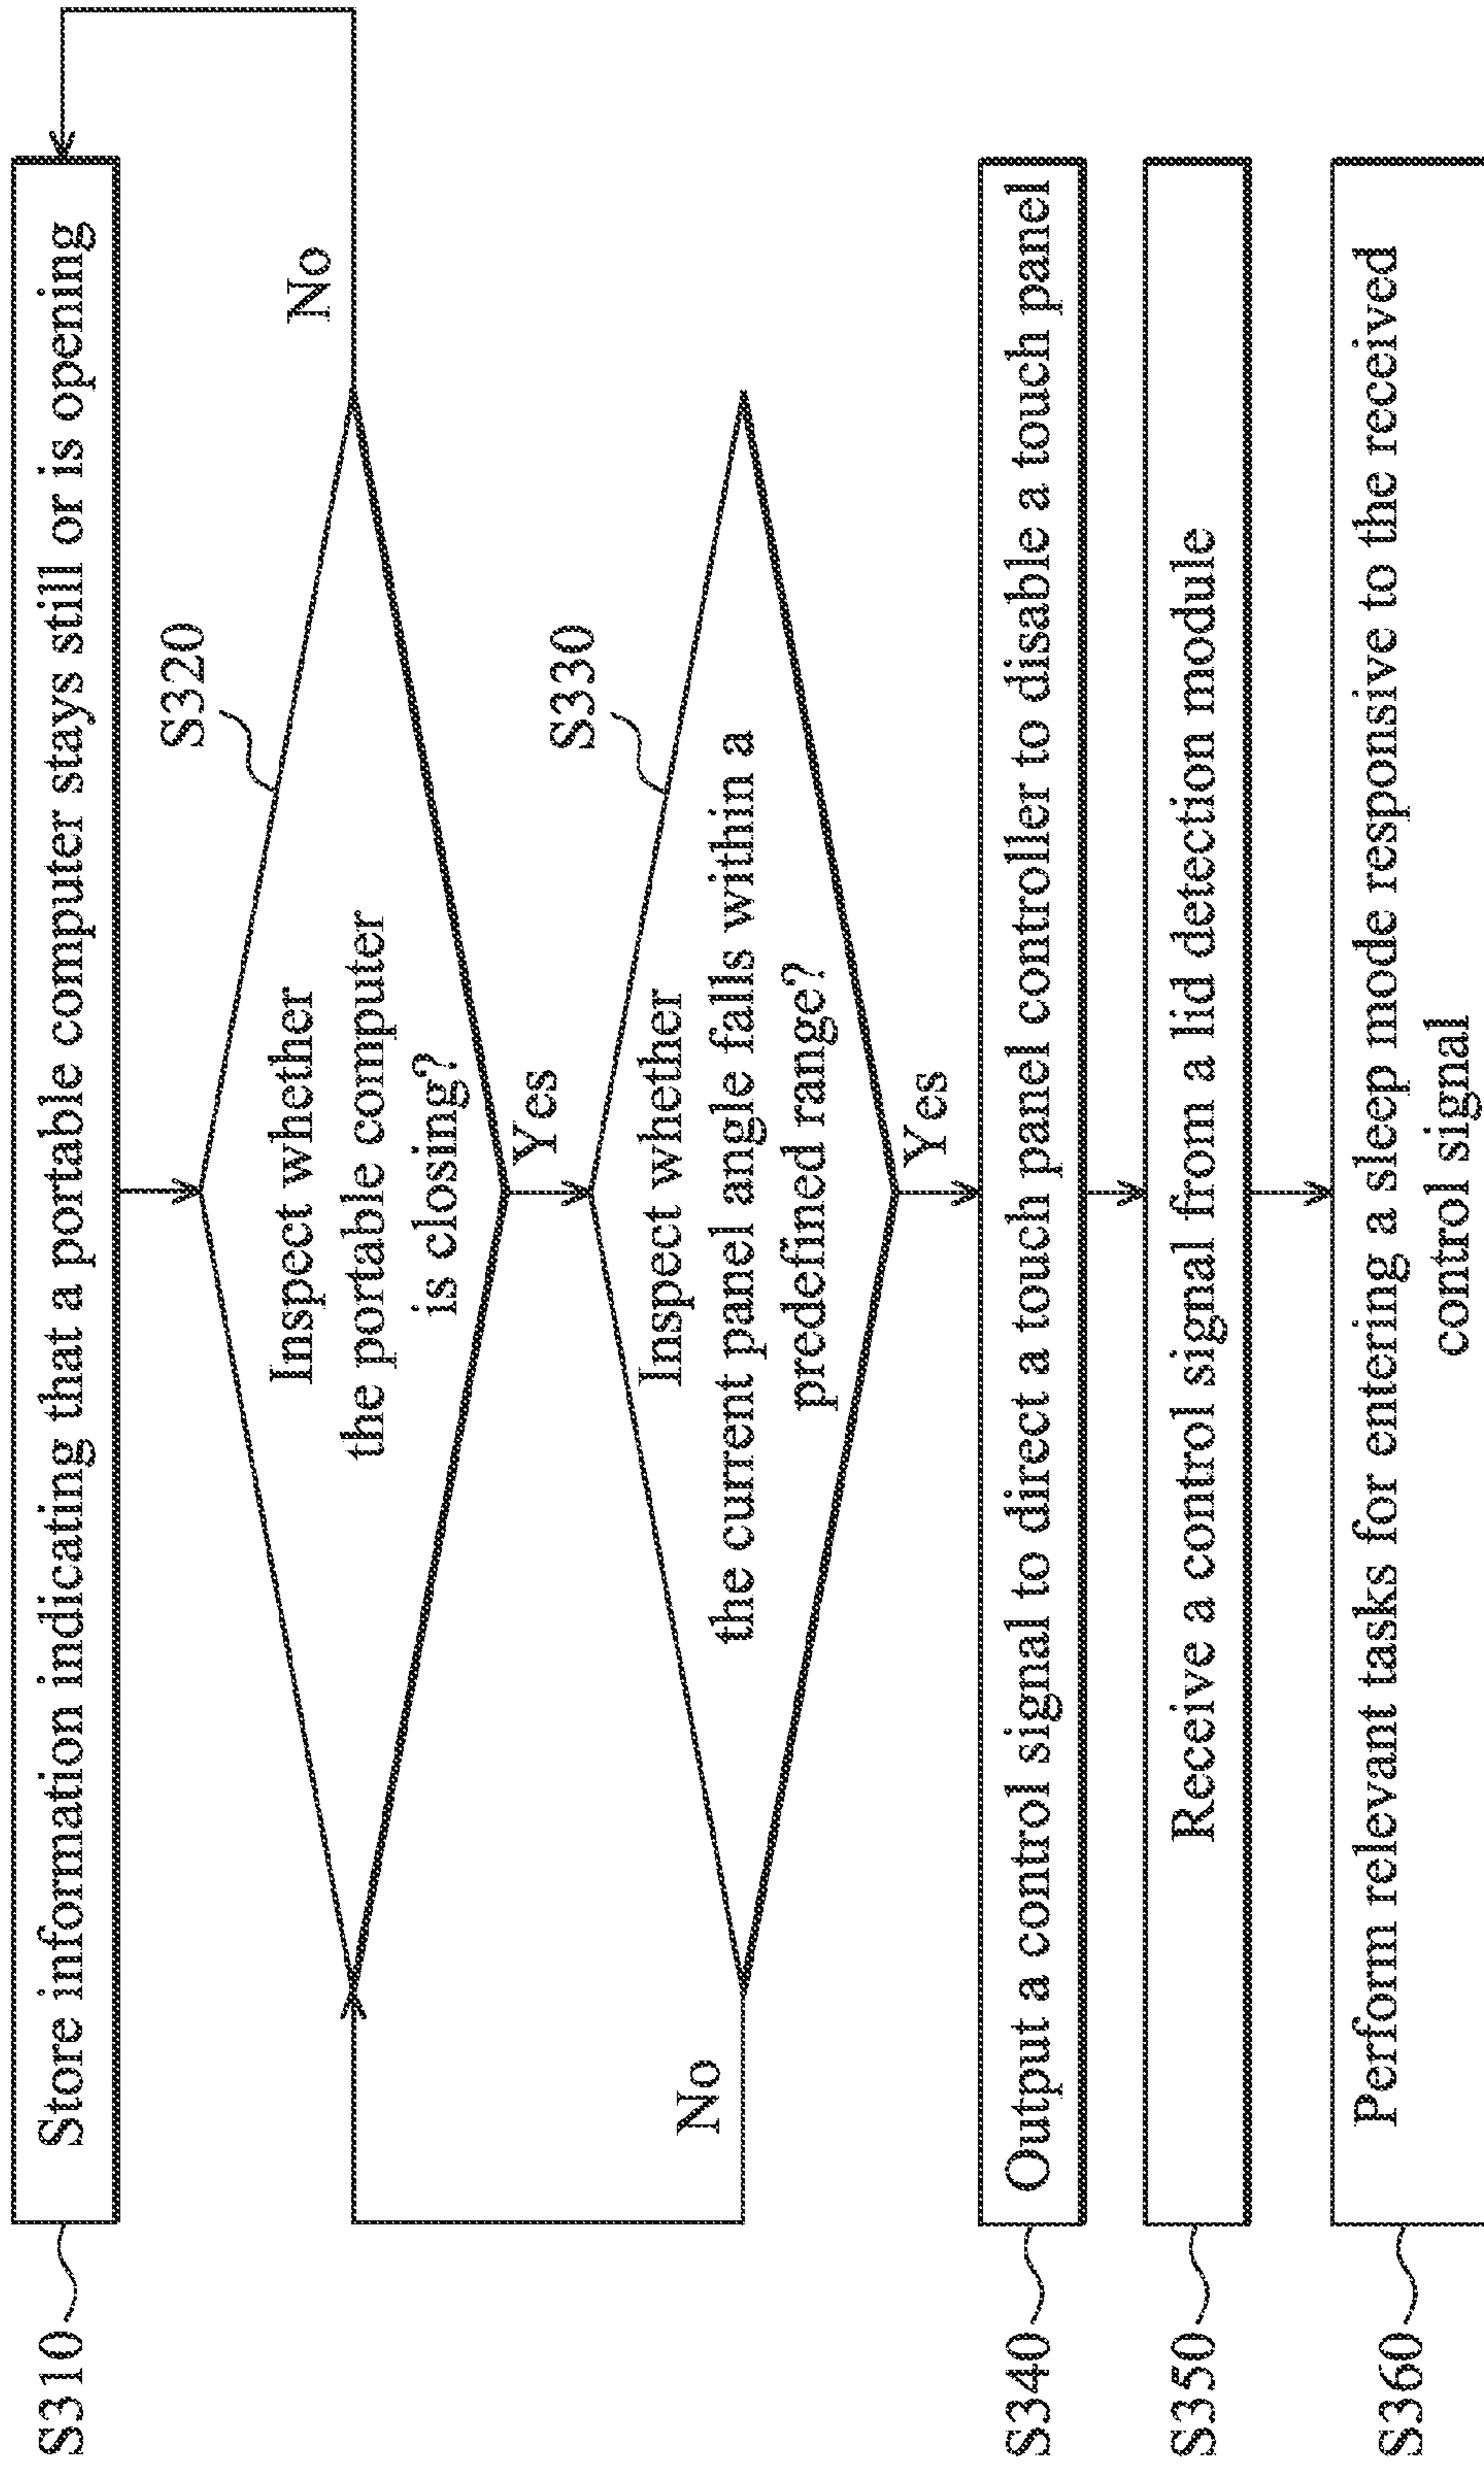 S310
Store information indicating that a portable computer stays still or is opening
S320
Inspect whether
the portable computer
is closing?
No
Yes
S330
Inspect whether
the current panel angle falls within a
predefined range?
No
Yes
S340
Output a control signal to direct a touch panel controller to disable a touch panel
S350
Receive a control signal from a lid detection module
S360
Perform relevant tasks for entering a sleep mode responsive to the received
control signal